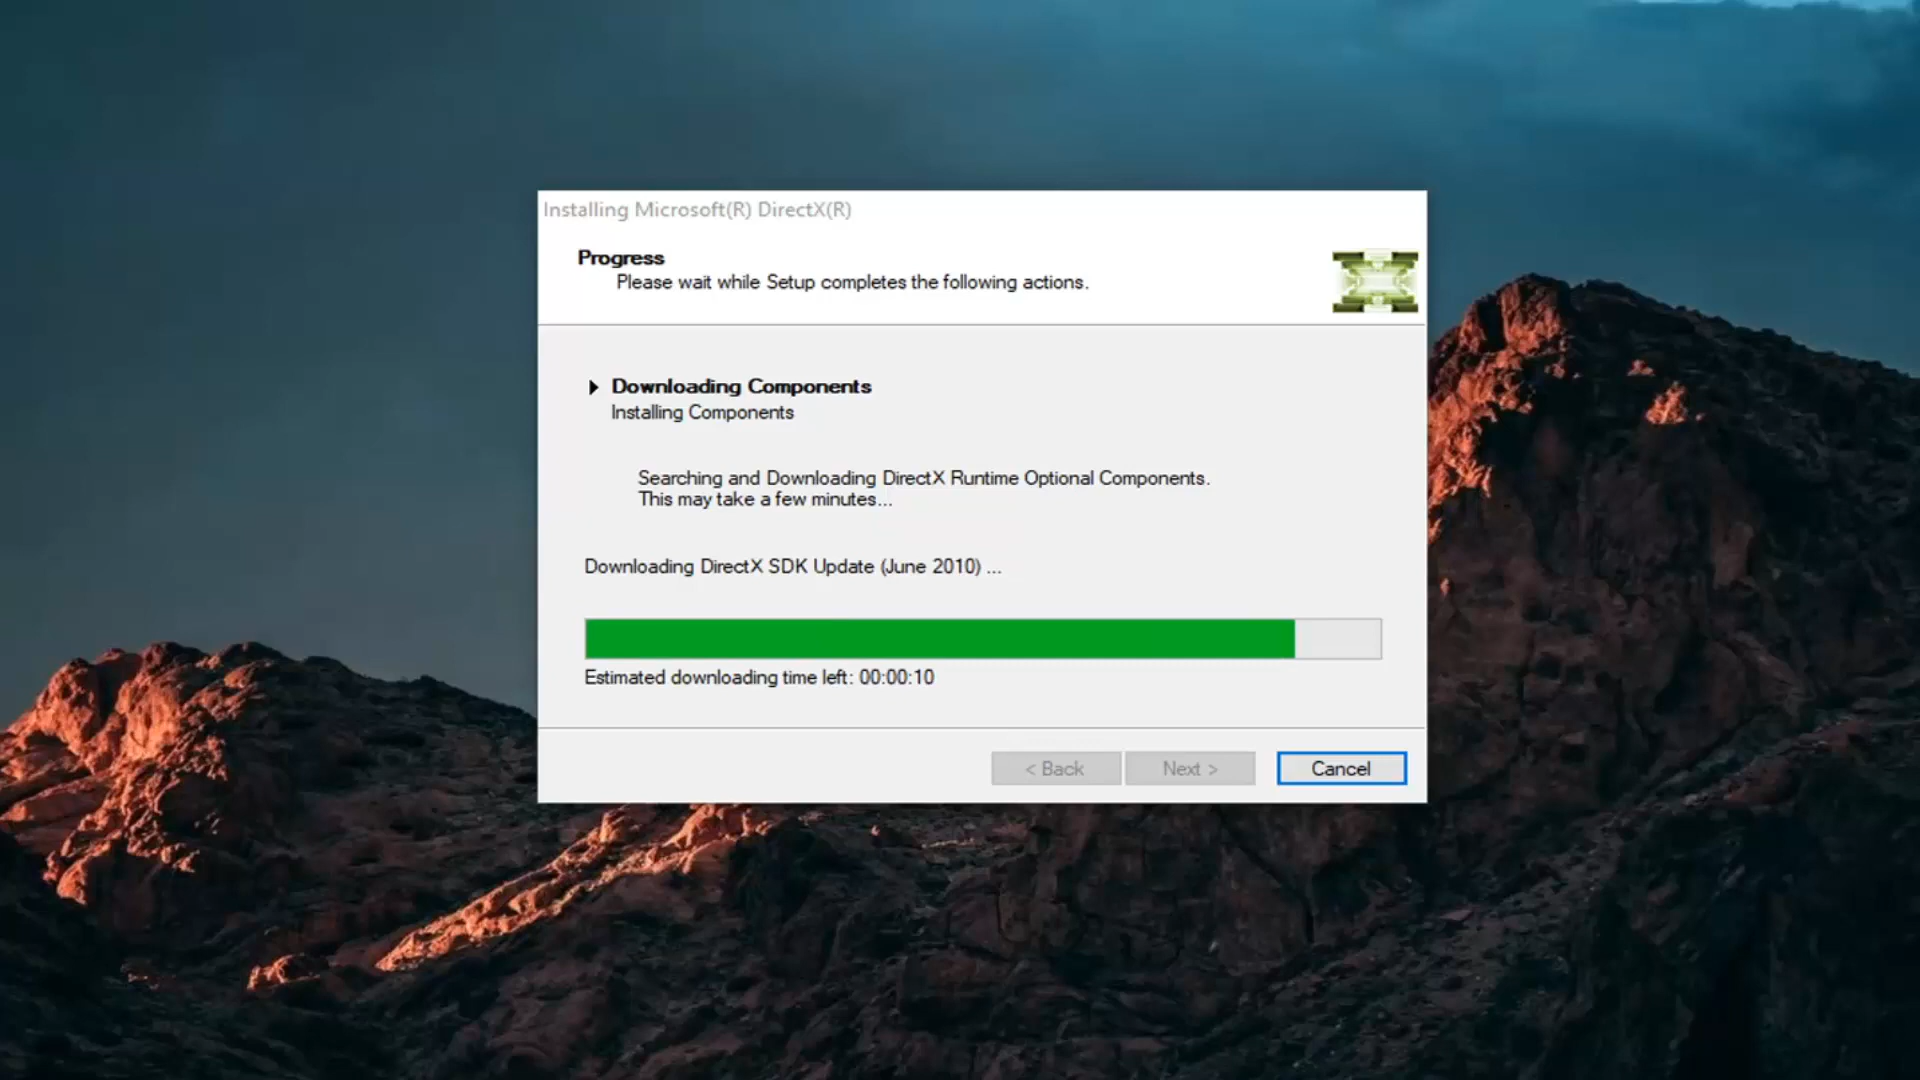 Installing Microsoft(R) DirectX(R)
Progress
Please wait while Setup completes the following actions.
Downloading Components
Installing Components
Searching and Downloading DirectX Runtime Optional Components.
This may take a few minutes...
Downloading DirectX SDK Update (June 2010) ...
Estimated downloading time left: 00:00:10
< Back
Next >
Cancel